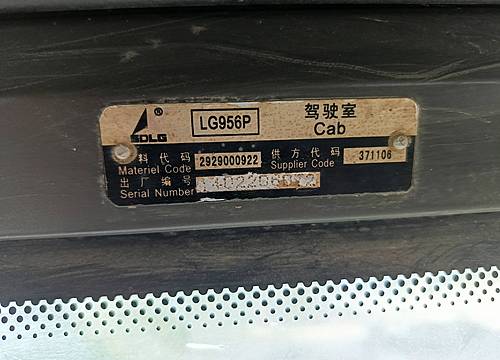 SDLG ® LG956P 驾驶室
Cab
料代码 2929000922 供方代码 371106
Materiel Code Supplier Code
出厂编号
Serial Number